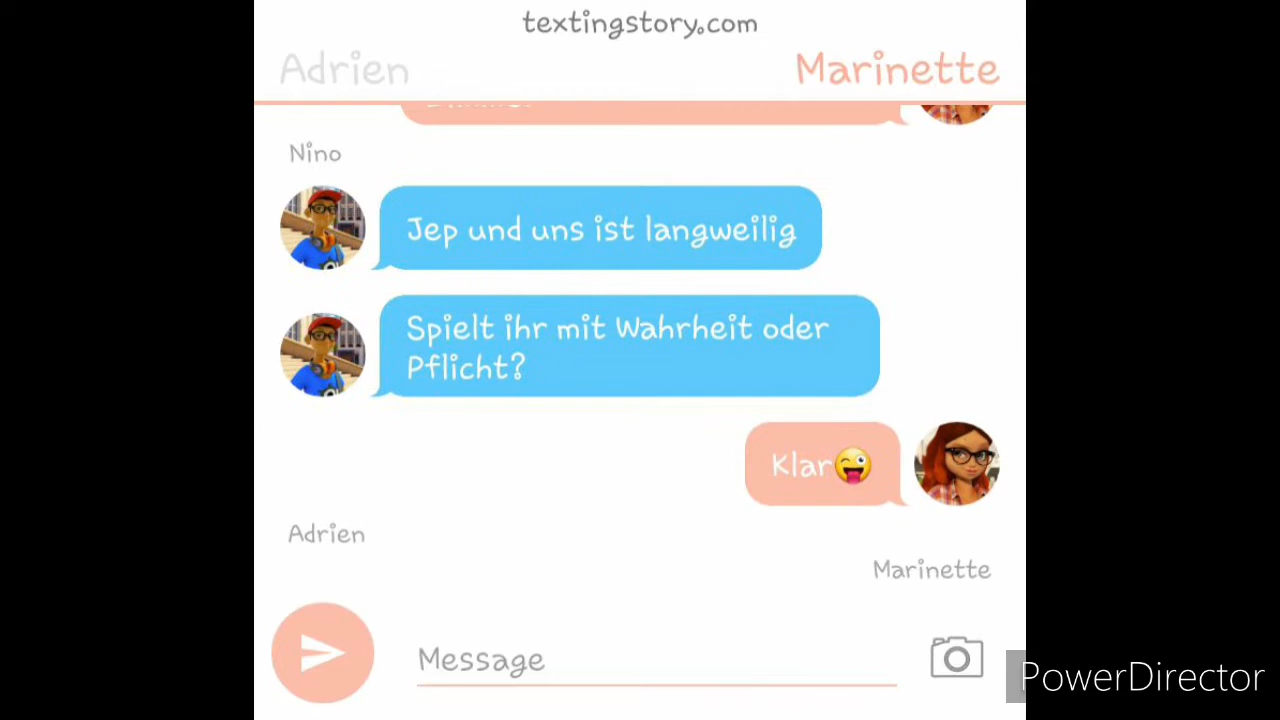 textingstory.com
Adrien Marinette
Nino
Jep und uns ist langweilig
Spielt ihr mit Wahrheit oder
Pflicht?
Klar😜
Adrien
Marinette
Message
PowerDirector